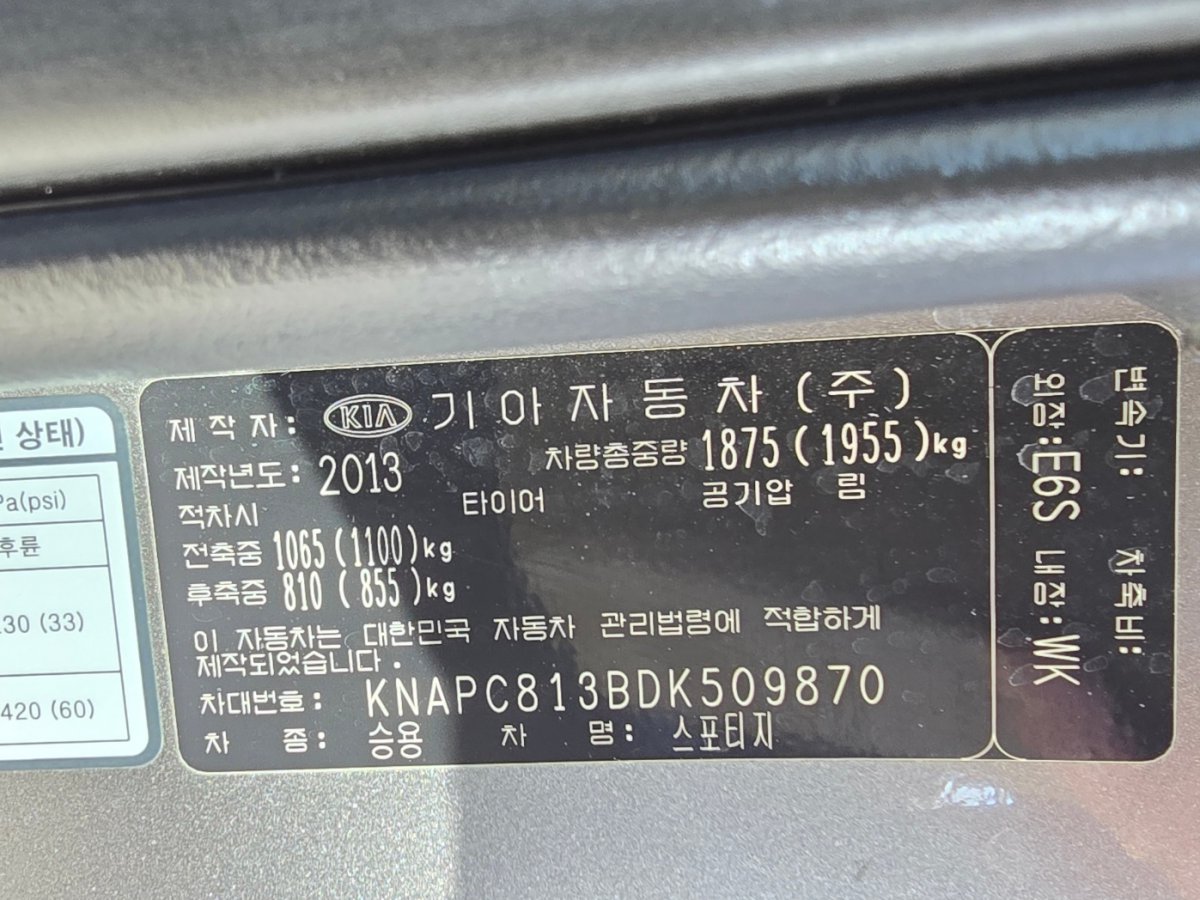 상태)
Pa(psi)
후륜
30 (33)
420 (60)
제 작 자: KIA 기아자동차(주)
제작년도: 2013 차량총중량 1875(1955)kg
적차시 타이어 공기압 림
전축중 1065(1100)kg
후축중 810 (855)kg
이 자동차는 대한민국 자동차 관리법령에 적합하게
제작되었습니다.
차대번호: KNAPC813BDK509870
차 종: 승용 차 명: 스포티지
변속기: 차축비:
외장:E6S 내장:WK